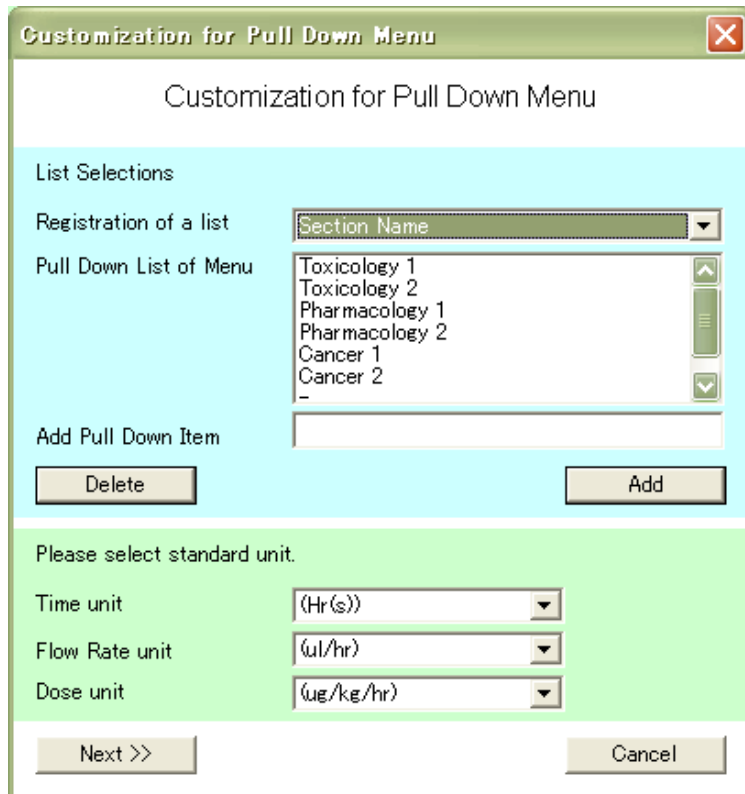 Customization for Pull Down Menu
Customization for Pull Down Menu
List Selections
Registration of a list Section Name
Pull Down List of Menu Toxicology 1
Toxicology 2
Pharmacology 1
Pharmacology 2
Cancer 1
Cancer 2
-
Add Pull Down Item
Delete Add
Please select standard unit.
Time unit (Hr(s))
Flow Rate unit (ul/hr)
Dose unit (ug/kg/hr)
Next >> Cancel